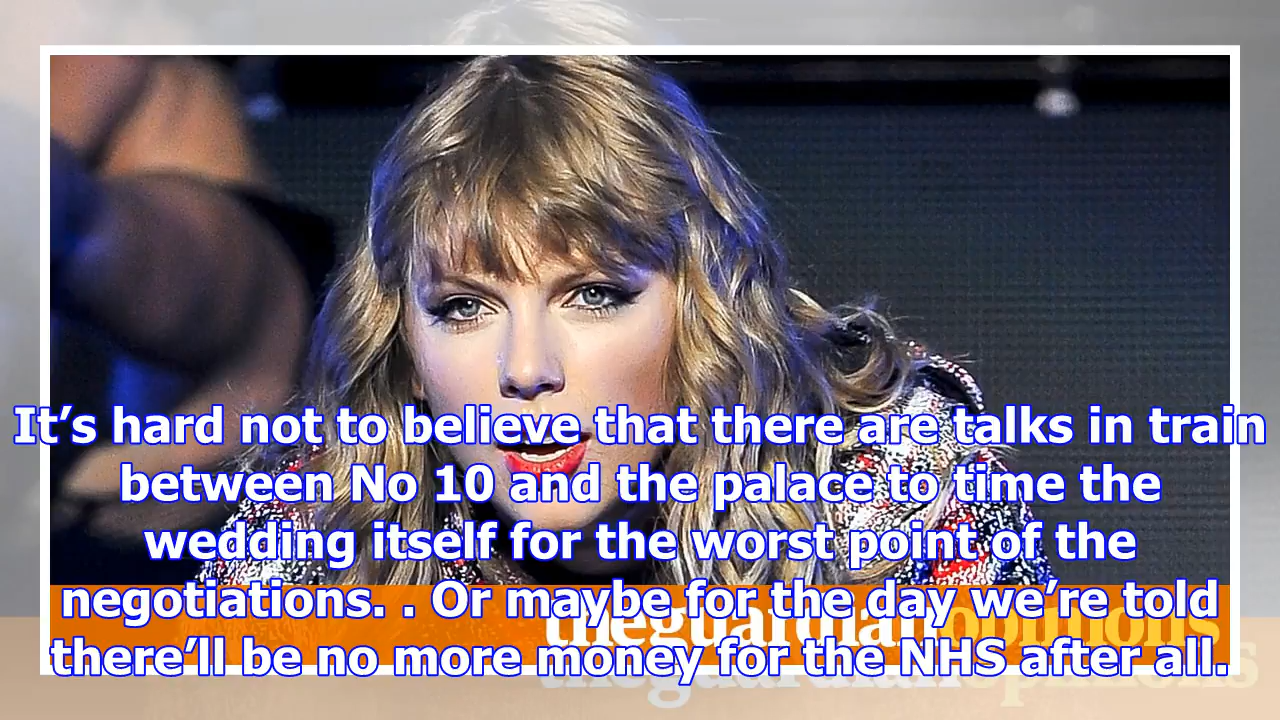 It’s hard not to believe that there are talks in train
between No 10 and the palace to time the
wedding itself for the worst point of the
negotiations. . Or maybe for the day we’re told
there’ll be no more money for the NHS after all.
theguardianopinions
theguardianopinions